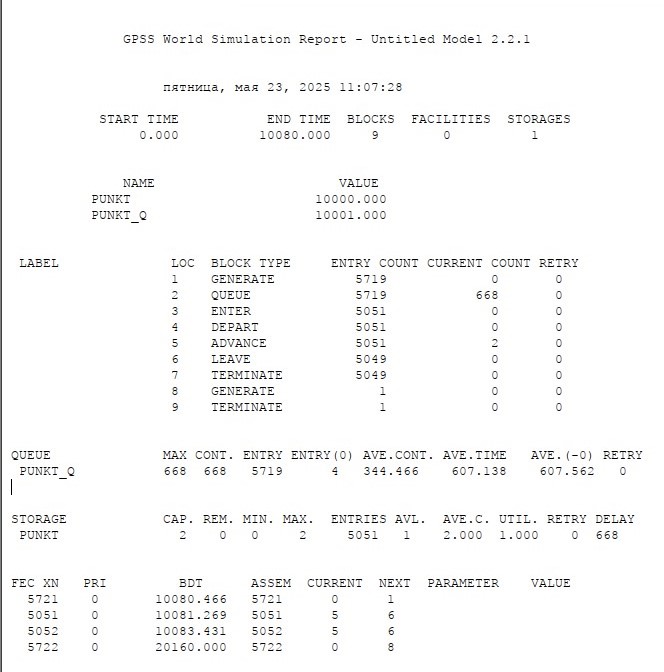 GPSS World Simulation Report - Untitled Model 2.2.1
пятница, мая 23, 2025 11:07:28
START TIME END TIME BLOCKS FACILITIES STORAGES
0.000 10080.000 9 0 1
NAME VALUE
PUNKT 10000.000
PUNKT_Q 10001.000
LABEL LOC BLOCK TYPE ENTRY COUNT CURRENT COUNT RETRY
1 GENERATE 5719 0 0
2 QUEUE 5719 668 0
3 ENTER 5051 0 0
4 DEPART 5051 0 0
5 ADVANCE 5051 2 0
6 LEAVE 5049 0 0
7 TERMINATE 5049 0 0
8 GENERATE 1 0 0
9 TERMINATE 1 0 0
QUEUE MAX CONT. ENTRY ENTRY(0) AVE.CONT. AVE.TIME AVE.(-0) RETRY
PUNKT_Q 668 668 5719 4 344.466 607.138 607.562 0
STORAGE CAP. REM. MIN. MAX. ENTRIES AVL. AVE.C. UTIL. RETRY DELAY
PUNKT 2 0 0 2 5051 1 2.000 1.000 0 668
FEC XN PRI BDT ASSEM CURRENT NEXT PARAMETER VALUE
5721 0 10080.466 5721 0 1
5051 0 10081.269 5051 5 6
5052 0 10083.431 5052 5 6
5722 0 20160.000 5722 0 8